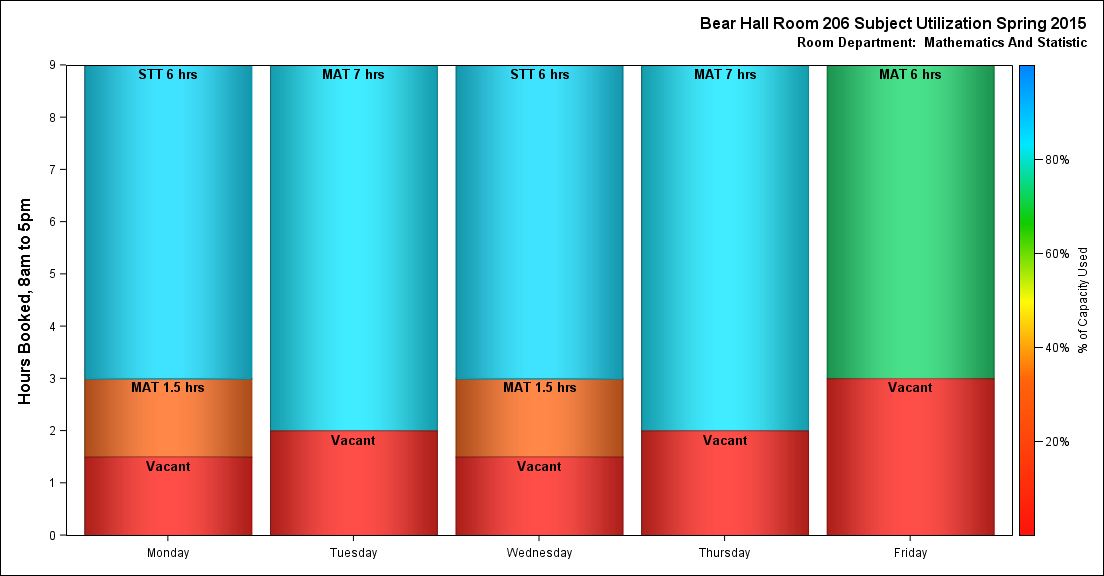 Bear Hall Room 206 Subject Utilization Spring 2015
Room Department: Mathematics And Statistic
Hours Booked, 8am to 5pm
9
8
7
6
5
4
3
2
1
0
STT 6 hrs
MAT 7 hrs
STT 6 hrs
MAT 7 hrs
MAT 6 hrs
MAT 1.5 hrs
MAT 1.5 hrs
Vacant
Vacant
Vacant
Vacant
Vacant
Monday
Tuesday
Wednesday
Thursday
Friday
80%
60%
40%
20%
% of Capacity Used